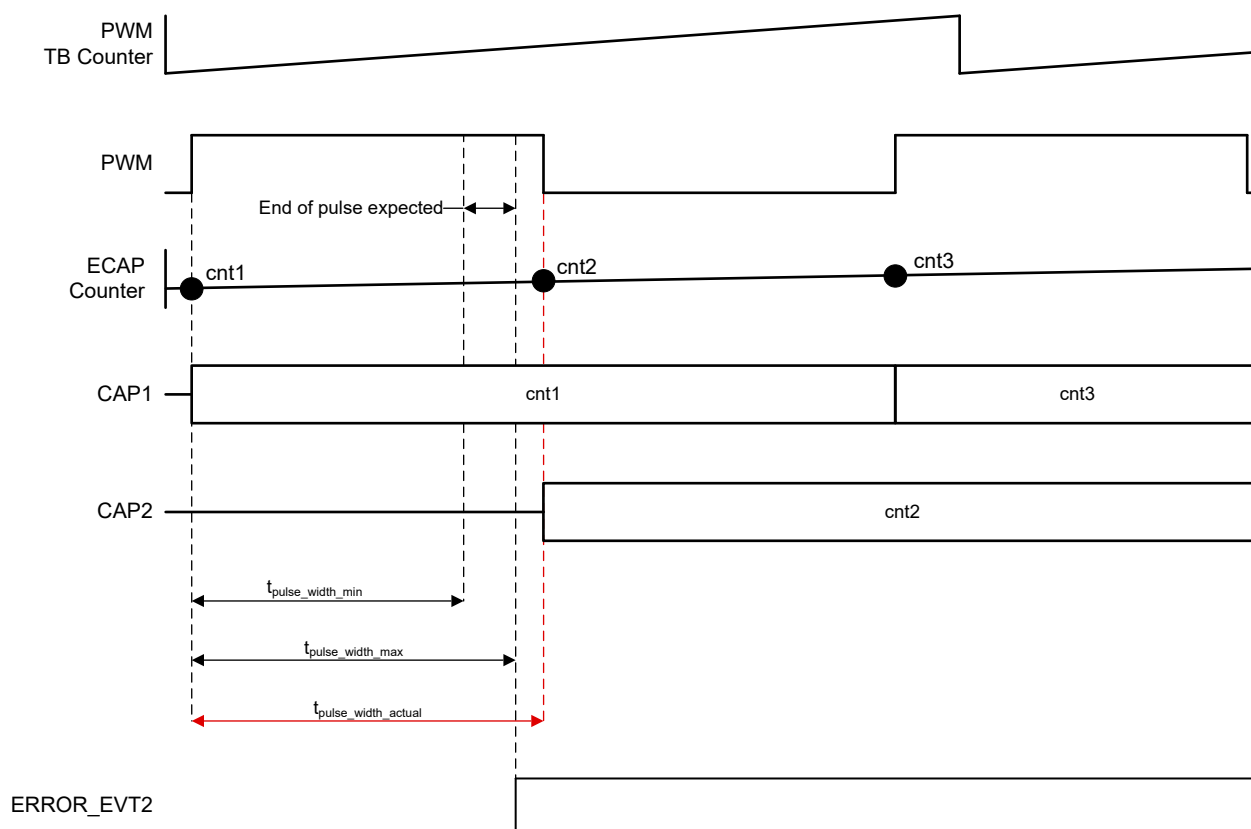 PWM
TB Counter
PWM
End of pulse expected
ECAP
Counter
cnt1
cnt2
cnt3
CAP1
cnt1
cnt3
CAP2
cnt2
tpulse_width_min
tpulse_width_max
tpulse_width_actual
ERROR_EVT2